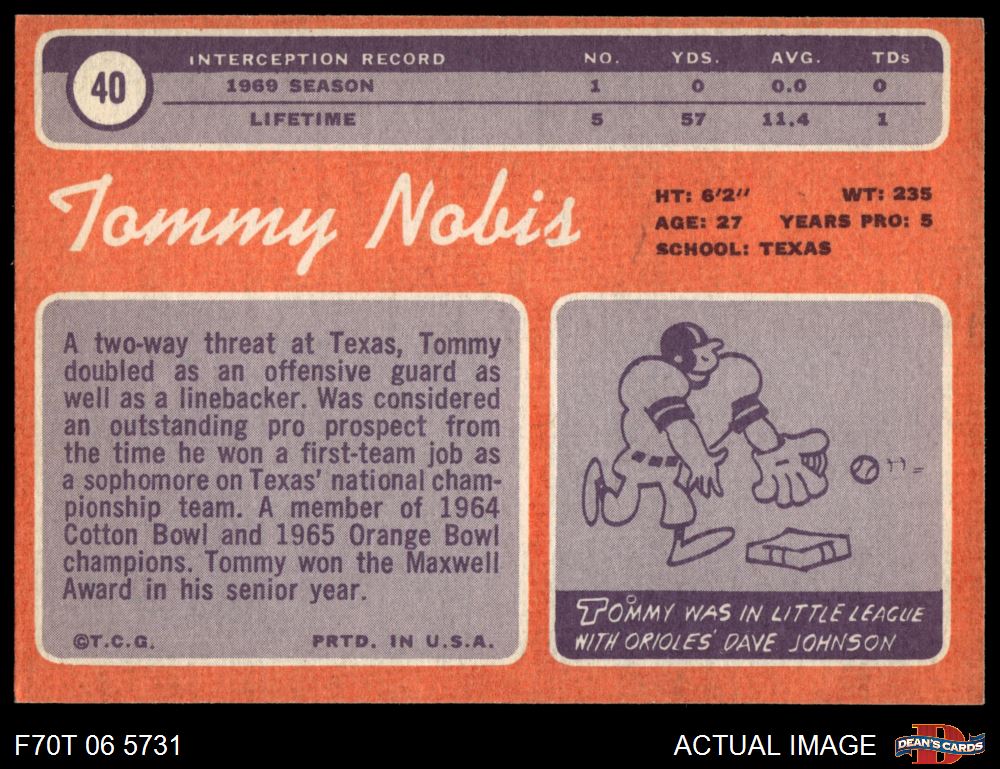 40
INTERCEPTION RECORD NO. YDS. AVG. TDs
1969 SEASON 1 0 0.0 0
LIFETIME 5 57 11.4 1
Tommy Nobis
HT: 6'2" WT: 235
AGE: 27 YEARS PRO: 5
SCHOOL: TEXAS
A two-way threat at Texas, Tommy
doubled as an offensive guard as
well as a linebacker. Was considered
an outstanding pro prospect from
the time he won a first-team job as
a sophomore on Texas' national cham-
pionship team. A member of 1964
Cotton Bowl and 1965 Orange Bowl
champions. Tommy won the Maxwell
Award in his senior year.
©T.C.G. PRTD. IN U.S.A.
TOMMY WAS IN LITTLE LEAGUE
WITH ORIOLES' DAVE JOHNSON
F70T 06 5731
ACTUAL IMAGE
D
DEAN'S CARDS